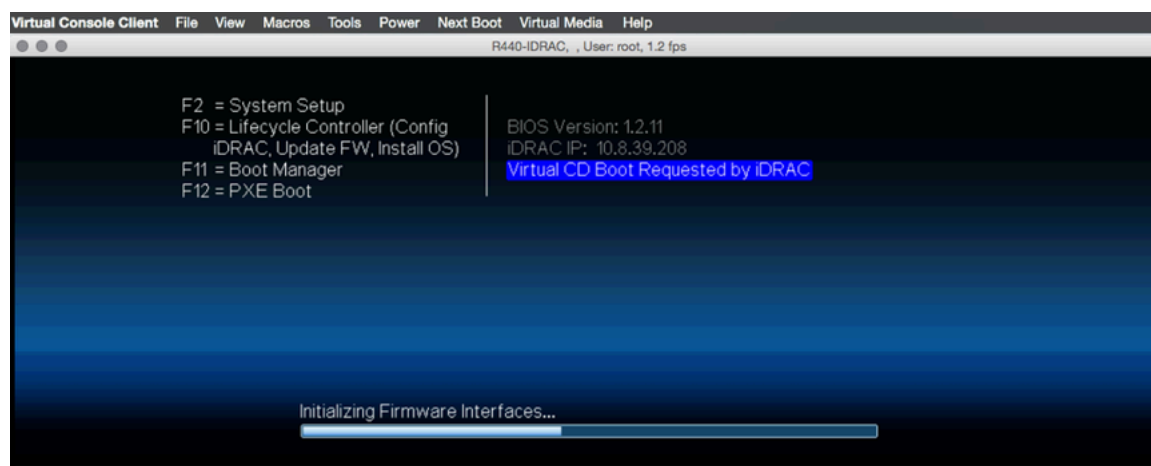 Virtual Console Client File View Macros Tools Power Next Boot Virtual Media Help
R440-IDRAC, , User: root, 1.2 fps
F2 = System Setup
F10 = Lifecycle Controller (Config
iDRAC, Update FW, Install OS)
F11 = Boot Manager
F12 = PXE Boot
BIOS Version: 1.2.11
iDRAC IP: 10.8.39.208
Virtual CD Boot Requested by iDRAC
Initializing Firmware Interfaces...